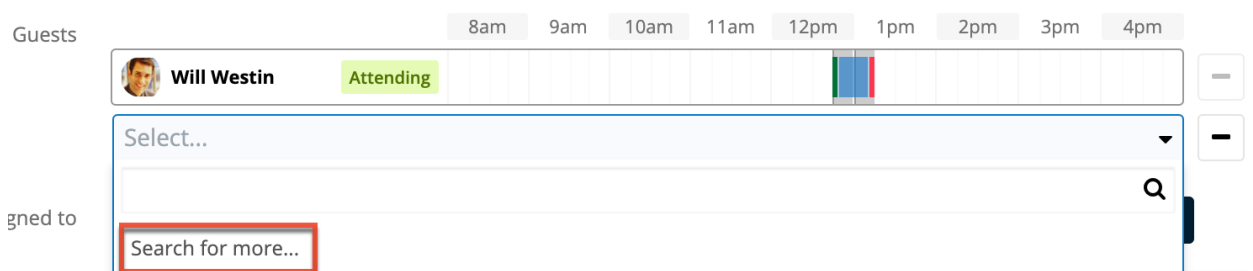 Guests 8am 9am 10am 11am 12pm 1pm 2pm 3pm 4pm
Will Westin Attending
Select...
gned to
Search for more...